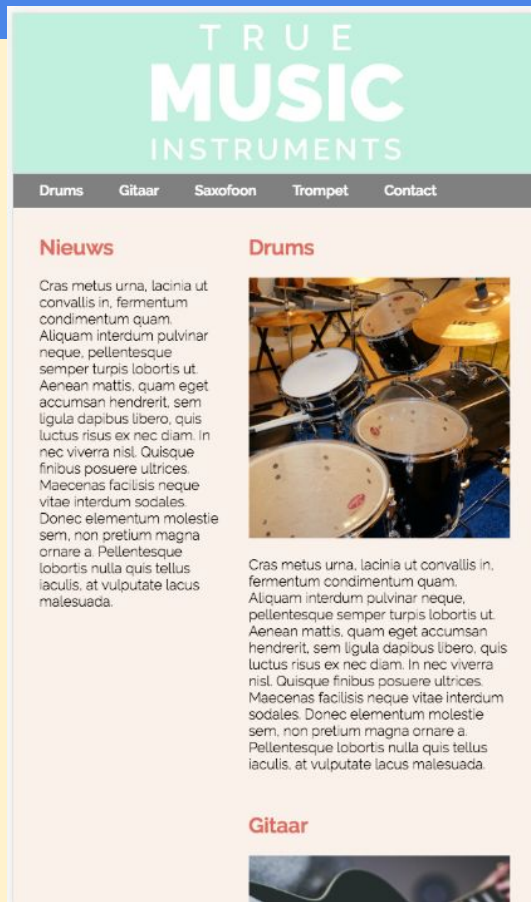 TRUE
MUSIC
INSTRUMENTS
Drums Gitaar Saxofoon Trompet Contact
Nieuws
Cras metus urna, lacinia ut
convallis in, fermentum
condimentum quam.
Aliquam interdum pulvinar
neque, pellentesque
semper turpis lobortis ut.
Aenean mattis, quam eget
accumsan hendrerit, sem
ligula dapibus libero, quis
luctus risus ex nec diam. In
nec viverra nisl. Quisque
finibus posuere ultrices.
Maecenas facilisis neque
vitae interdum sodales.
Donec elementum molestie
sem, non pretium magna
ornare a. Pellentesque
lobortis nulla quis tellus
iaculis, at vulputate lacus
malesuada.
Drums
Cras metus urna, lacinia ut convallis in,
fermentum condimentum quam.
Aliquam interdum pulvinar neque,
pellentesque semper turpis lobortis ut.
Aenean mattis, quam eget accumsan
hendrerit, sem ligula dapibus libero, quis
luctus risus ex nec diam. In nec viverra
nisl. Quisque finibus posuere ultrices.
Maecenas facilisis neque vitae interdum
sodales. Donec elementum molestie
sem, non pretium magna ornare a.
Pellentesque lobortis nulla quis tellus
iaculis, at vulputate lacus malesuada.
Gitaar